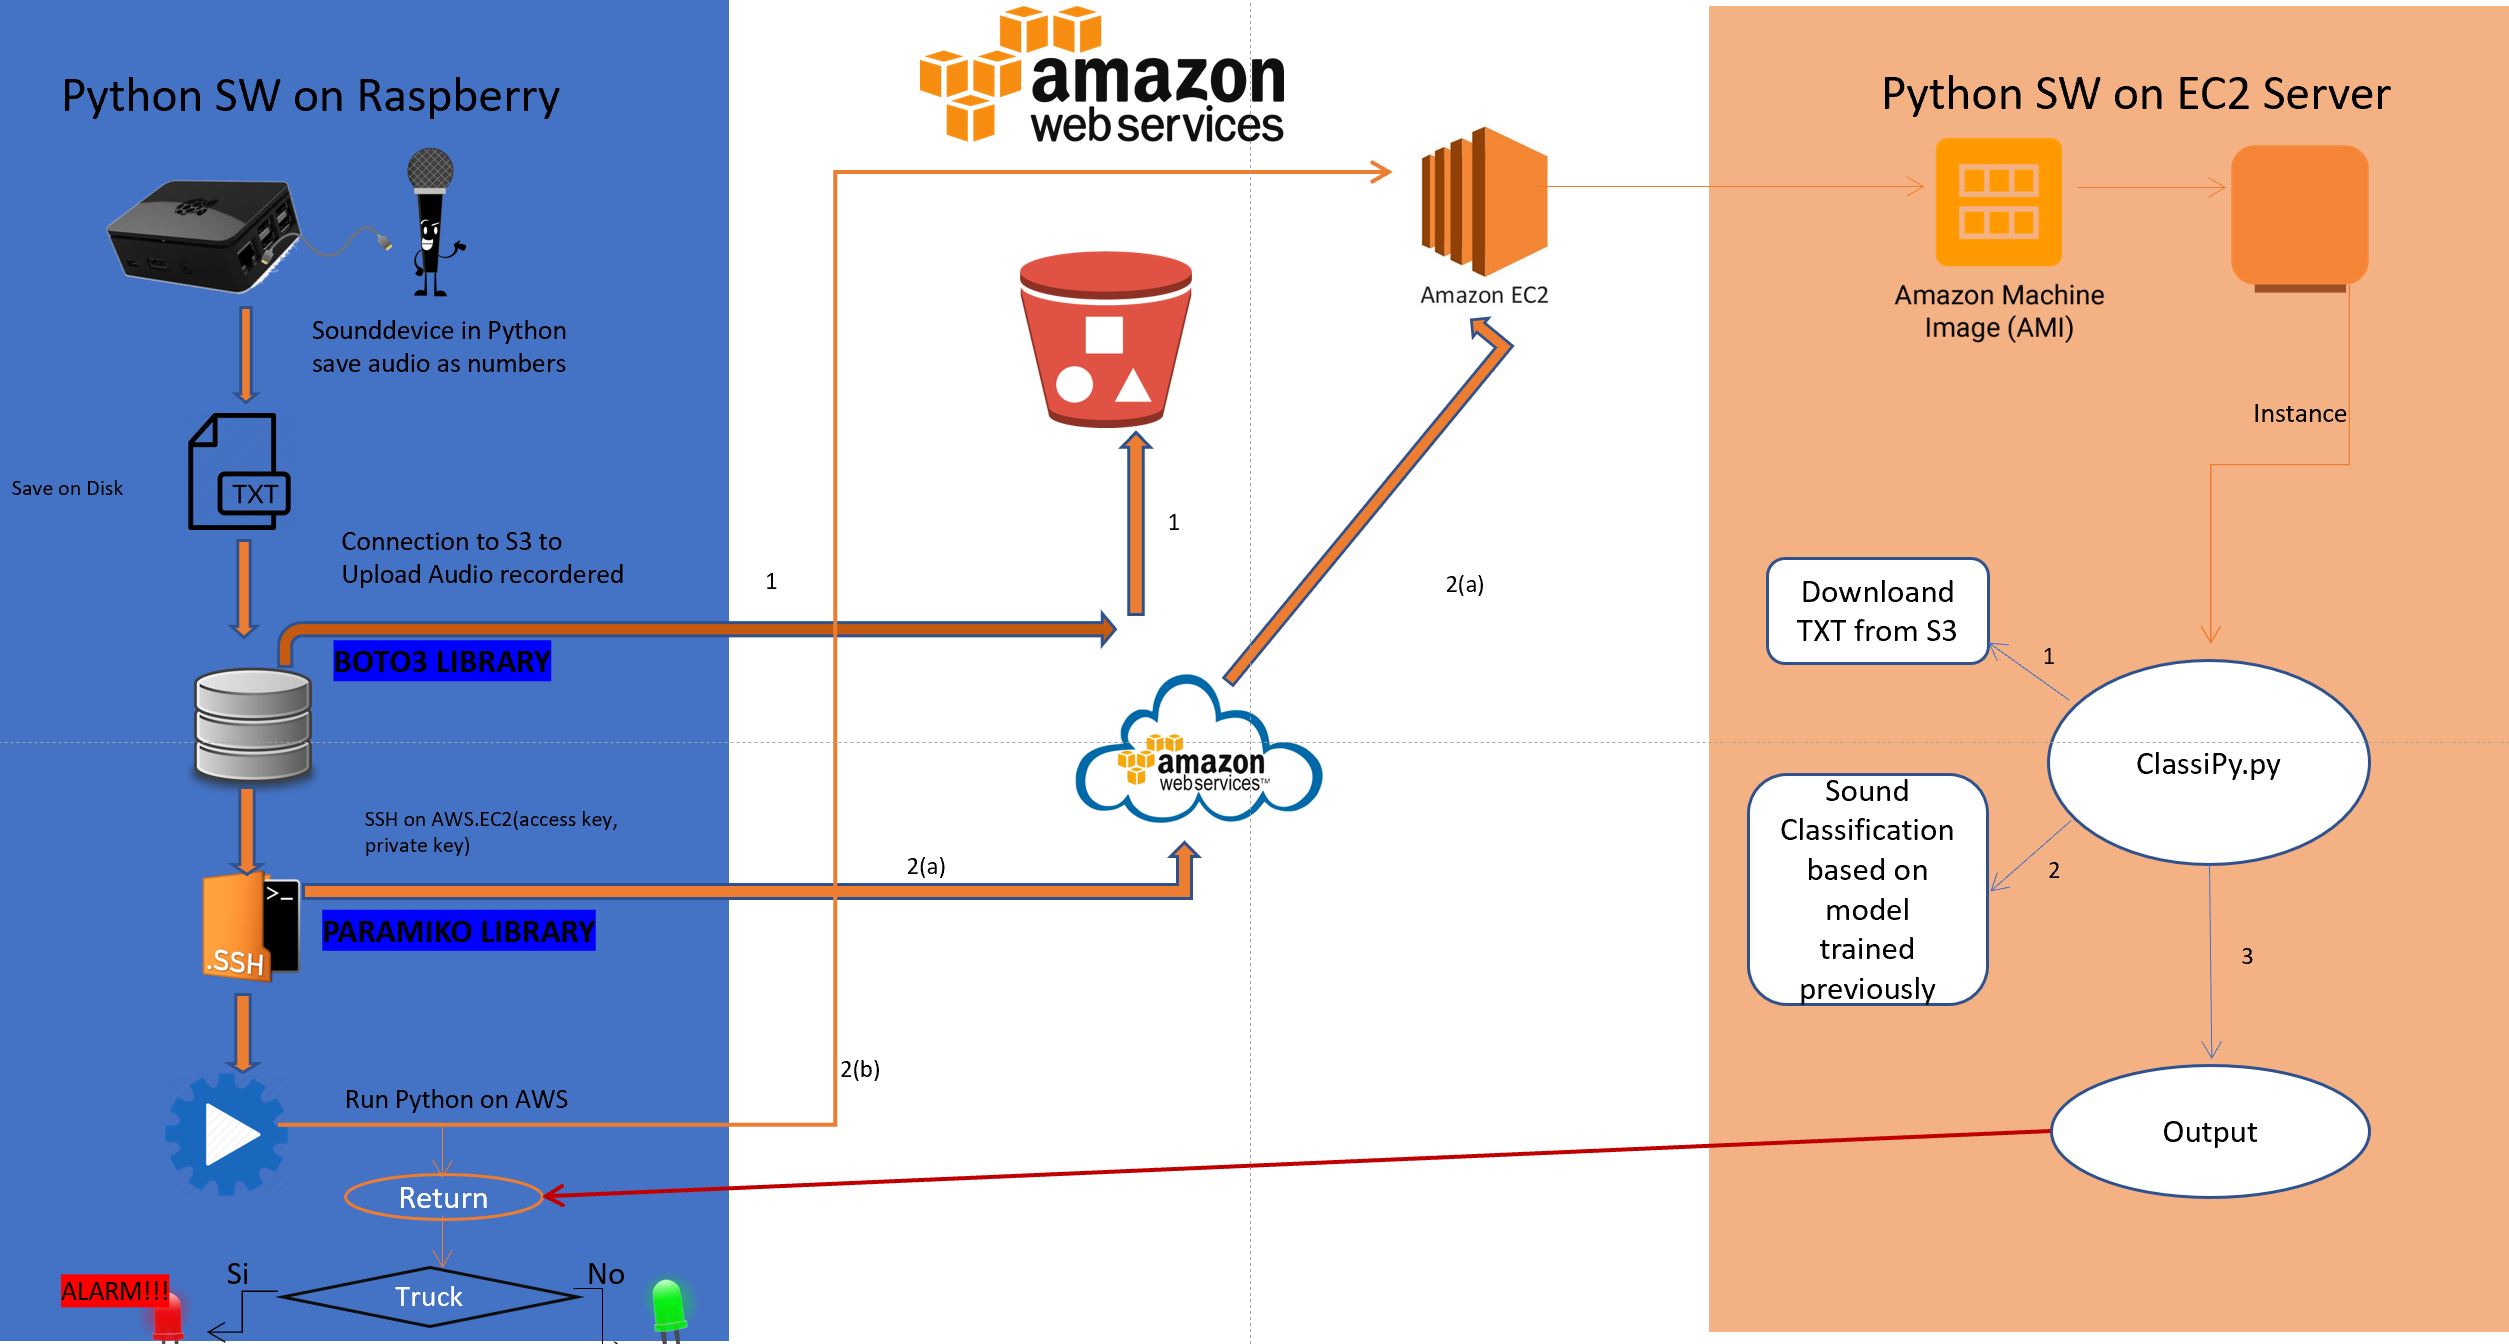 Python SW on Raspberry
Sounddevice in Python
save audio as numbers
TXT
Save on Disk
Connection to S3 to
Upload Audio recordered
BOTO3 LIBRARY
SSH on AWS.EC2(access key,
private key)
>_
.SSH
PARAMIKO LIBRARY
Run Python on AWS
Return
Si
No
ALARM!!!
Truck
amazon
webservices
Amazon EC2
1
1
2(a)
amazon
webservices™
2(a)
2(b)
Python SW on EC2 Server
Amazon Machine
Image (AMI)
Instance
Downloand
TXT from S3
1
ClassiPy.py
Sound
Classification
based on
model
trained
previously
2
3
Output